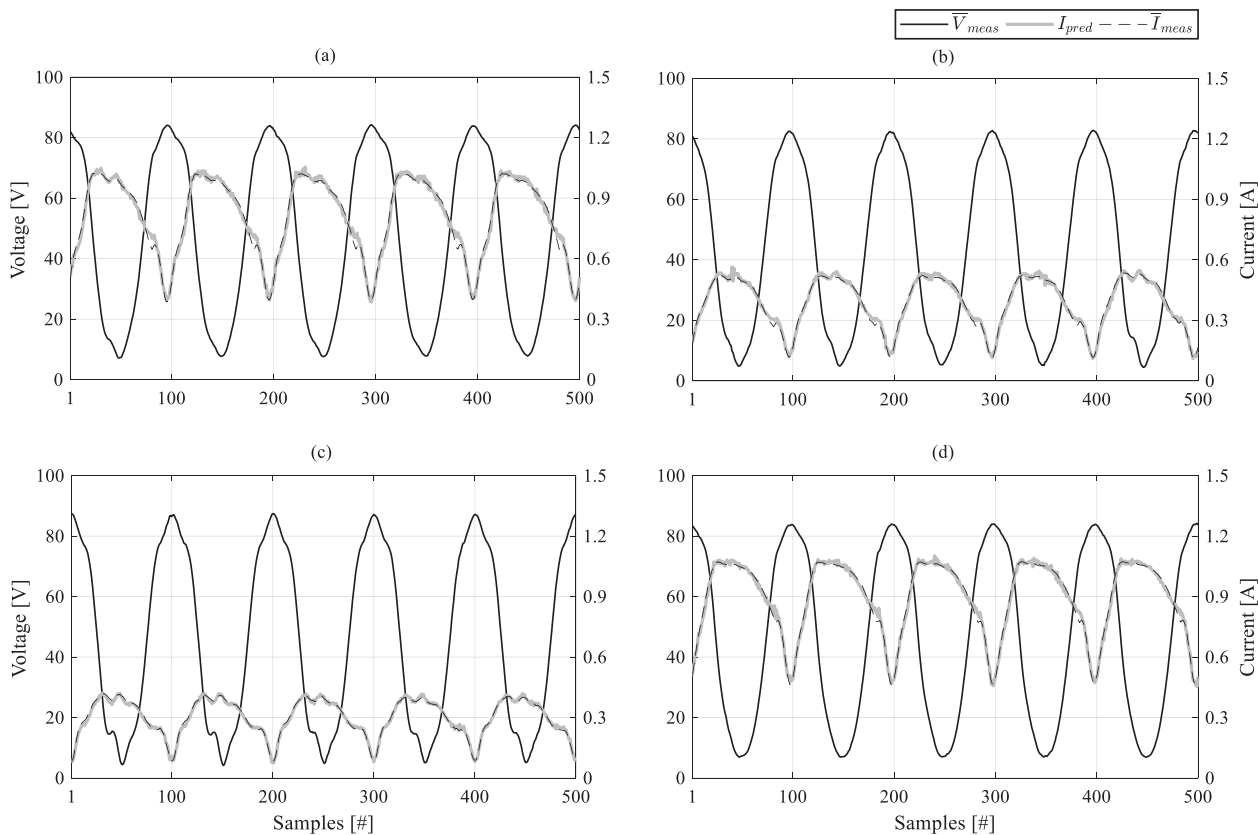 V̅meas Ipred I̅meas
(a)
(b)
100 1.5 100 1.5
80 1.2 80 1.2
60 0.9 60 0.9
40 0.6 40 0.6
20 0.3 20 0.3
0 0 0 0
Voltage [V]
Current [A]
1 100 200 300 400 500
1 100 200 300 400 500
(c)
(d)
100 1.5 100 1.5
80 1.2 80 1.2
60 0.9 60 0.9
40 0.6 40 0.6
20 0.3 20 0.3
0 0 0 0
Voltage [V]
Current [A]
1 100 200 300 400 500
1 100 200 300 400 500
Samples [#]
Samples [#]